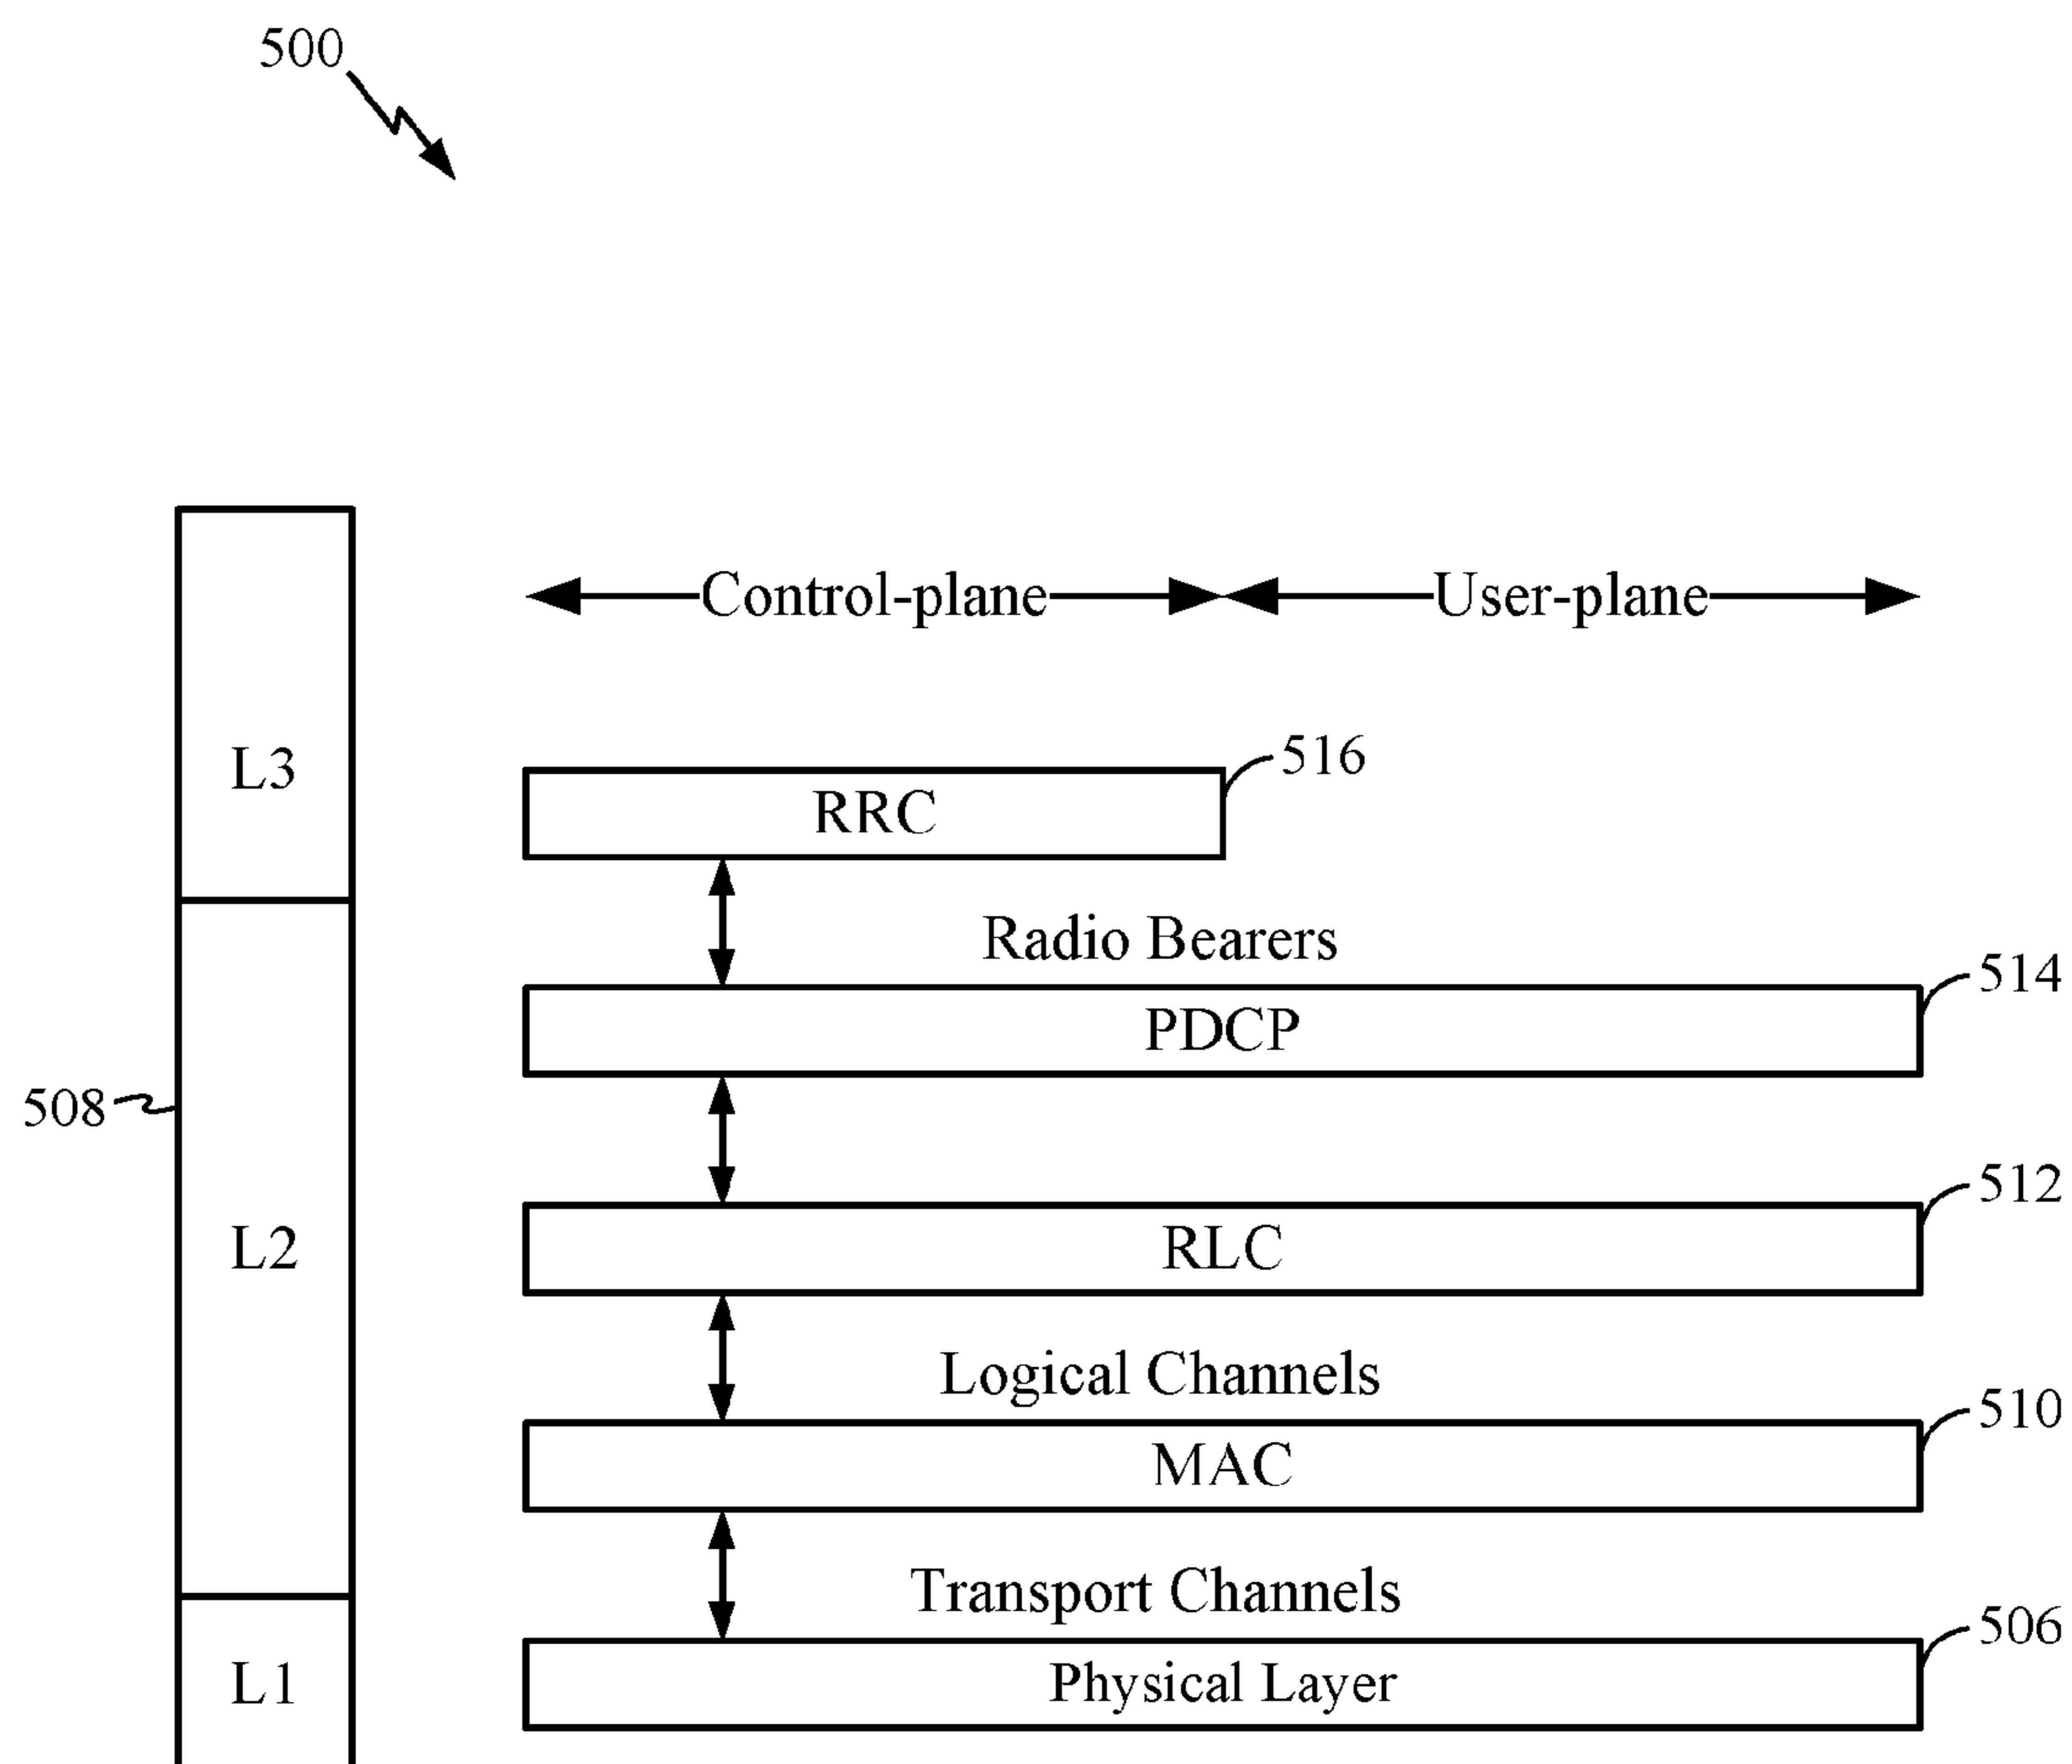 500
Control-plane
User-plane
L3
516
RRC
Radio Bearers
514
PDCP
508
512
L2
RLC
Logical Channels
510
MAC
Transport Channels
506
L1
Physical Layer